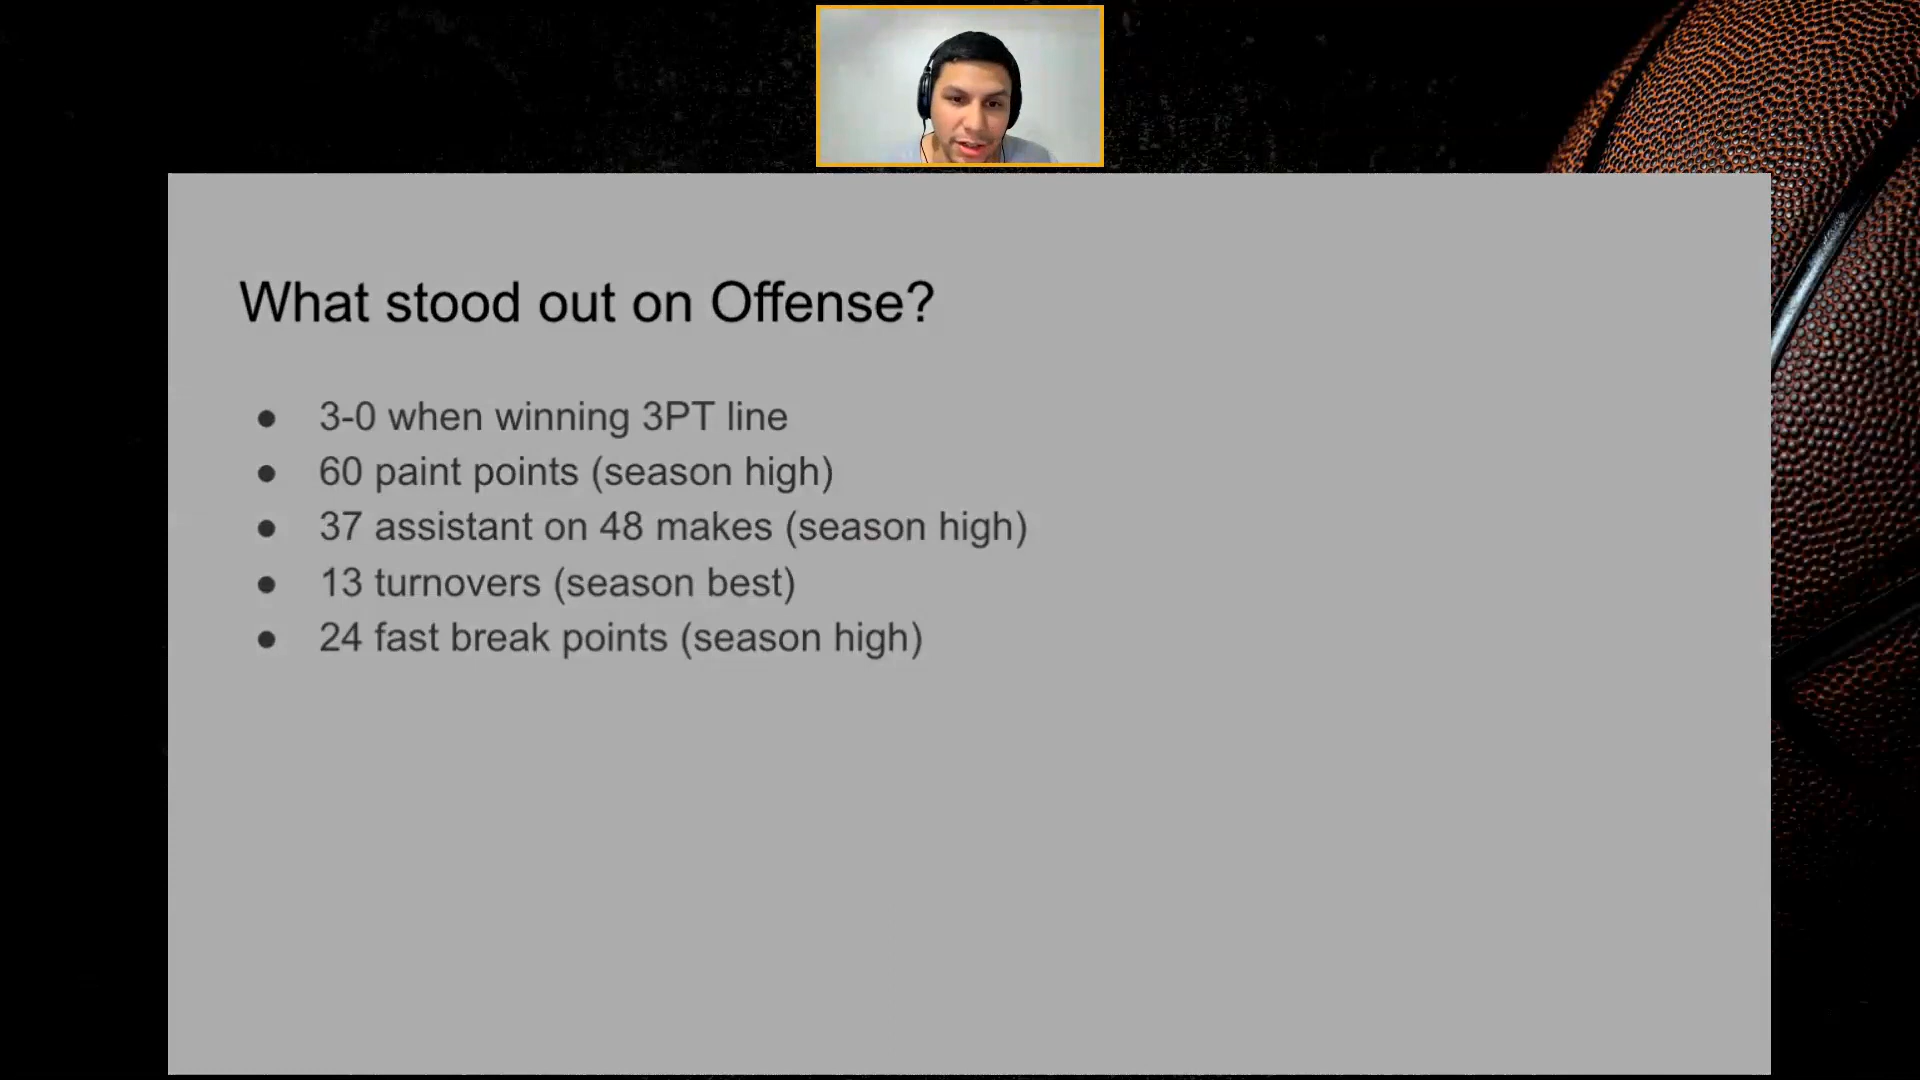 What stood out on Offense?
● 3-0 when winning 3PT line
● 60 paint points (season high)
● 37 assistant on 48 makes (season high)
● 13 turnovers (season best)
● 24 fast break points (season high)